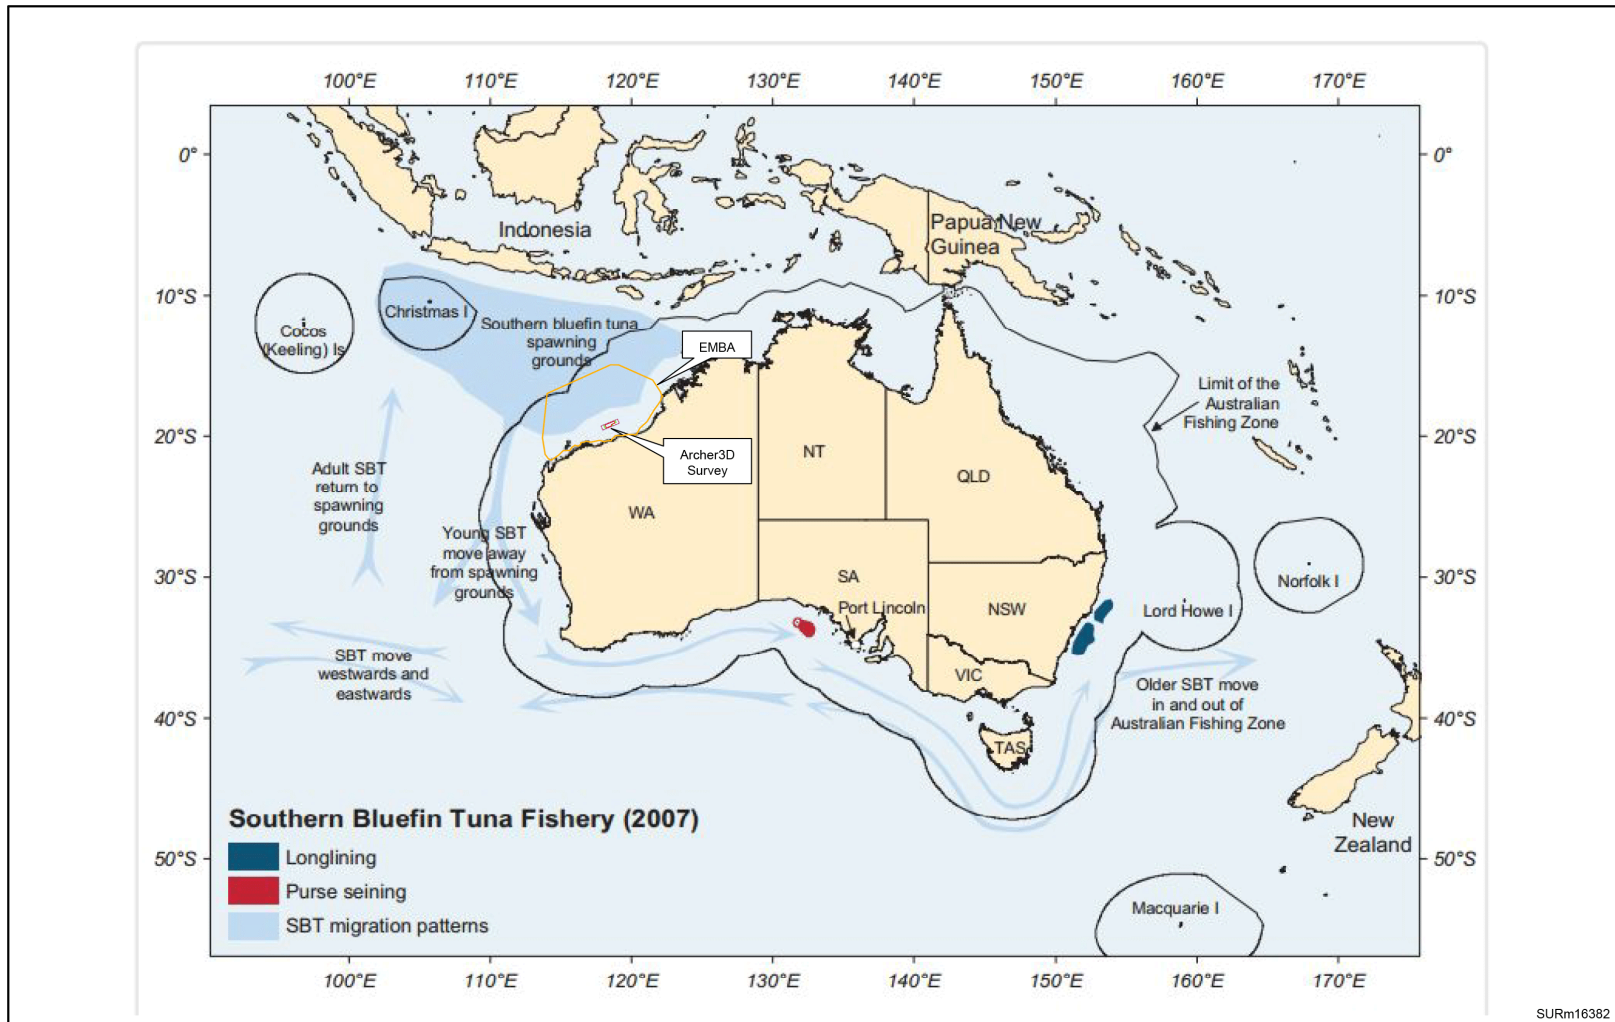 100°E 110°E 120°E 130°E 140°E 150°E 160°E 170°E
0° 0°
Indonesia
Papua New
Guinea
10°S 10°S
Christmas I
Cocos
(Keeling) Is
Southern bluefin tuna
spawning
grounds
EMBA
Limit of the
Australian
Fishing Zone
20°S 20°S
Archer3D
Survey
NT
QLD
WA
Adult SBT
return to
spawning
grounds
Young SBT
move away
from spawning
grounds
30°S 30°S
SA
Port Lincoln
NSW
Lord Howe I
Norfolk I
SBT move
westwards and
eastwards
VIC
Older SBT move
in and out of
Australian Fishing Zone
40°S 40°S
TAS
New
Zealand
Southern Bluefin Tuna Fishery (2007)
Longlining
Purse seining
SBT migration patterns
50°S 50°S
Macquarie I
100°E 110°E 120°E 130°E 140°E 150°E 160°E 170°E
SURm16382